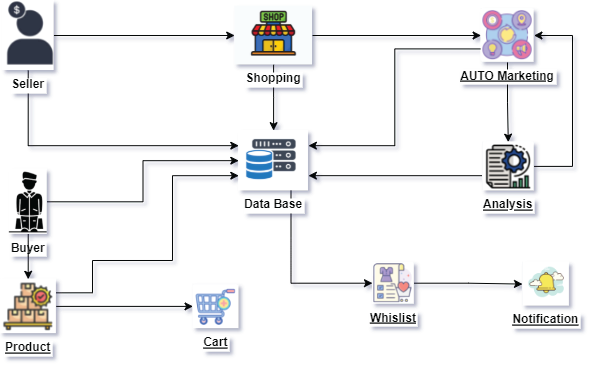 $
SHOP
Seller
Shopping
AUTO Marketing
Data Base
Analysis
Buyer
Product
Cart
Whislist
Notification